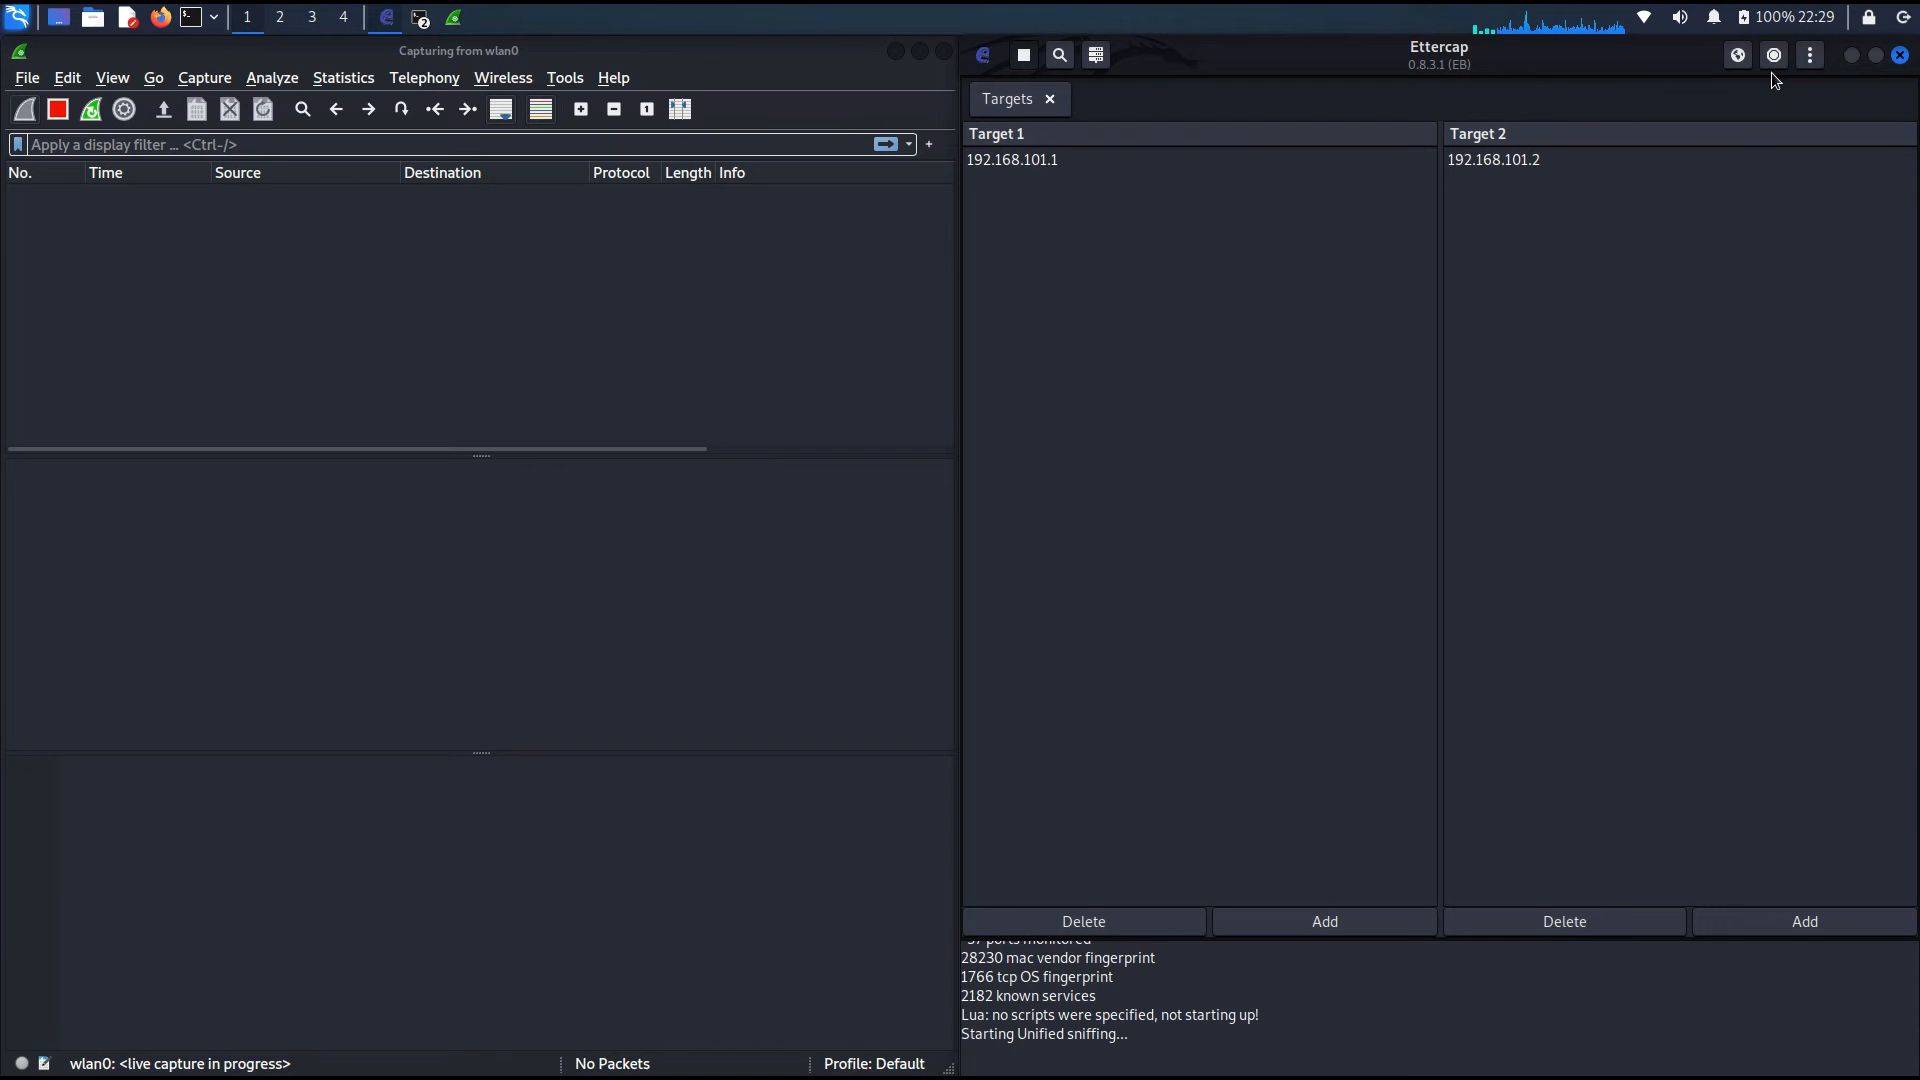 1 2 3 4 2 100% 22:29
Capturing from wlan0
File Edit View Go Capture Analyze Statistics Telephony Wireless Tools Help
Apply a display filter ... <Ctrl-/>
No. Time Source Destination Protocol Length Info
wlan0: <live capture in progress> No Packets Profile: Default
Ettercap
0.8.3.1 (EB)
Targets
Target 1 Target 2
192.168.101.1 192.168.101.2
Delete Add Delete Add
57 ports monitored
28230 mac vendor fingerprint
1766 tcp OS fingerprint
2182 known services
Lua: no scripts were specified, not starting up!
Starting Unified sniffing...